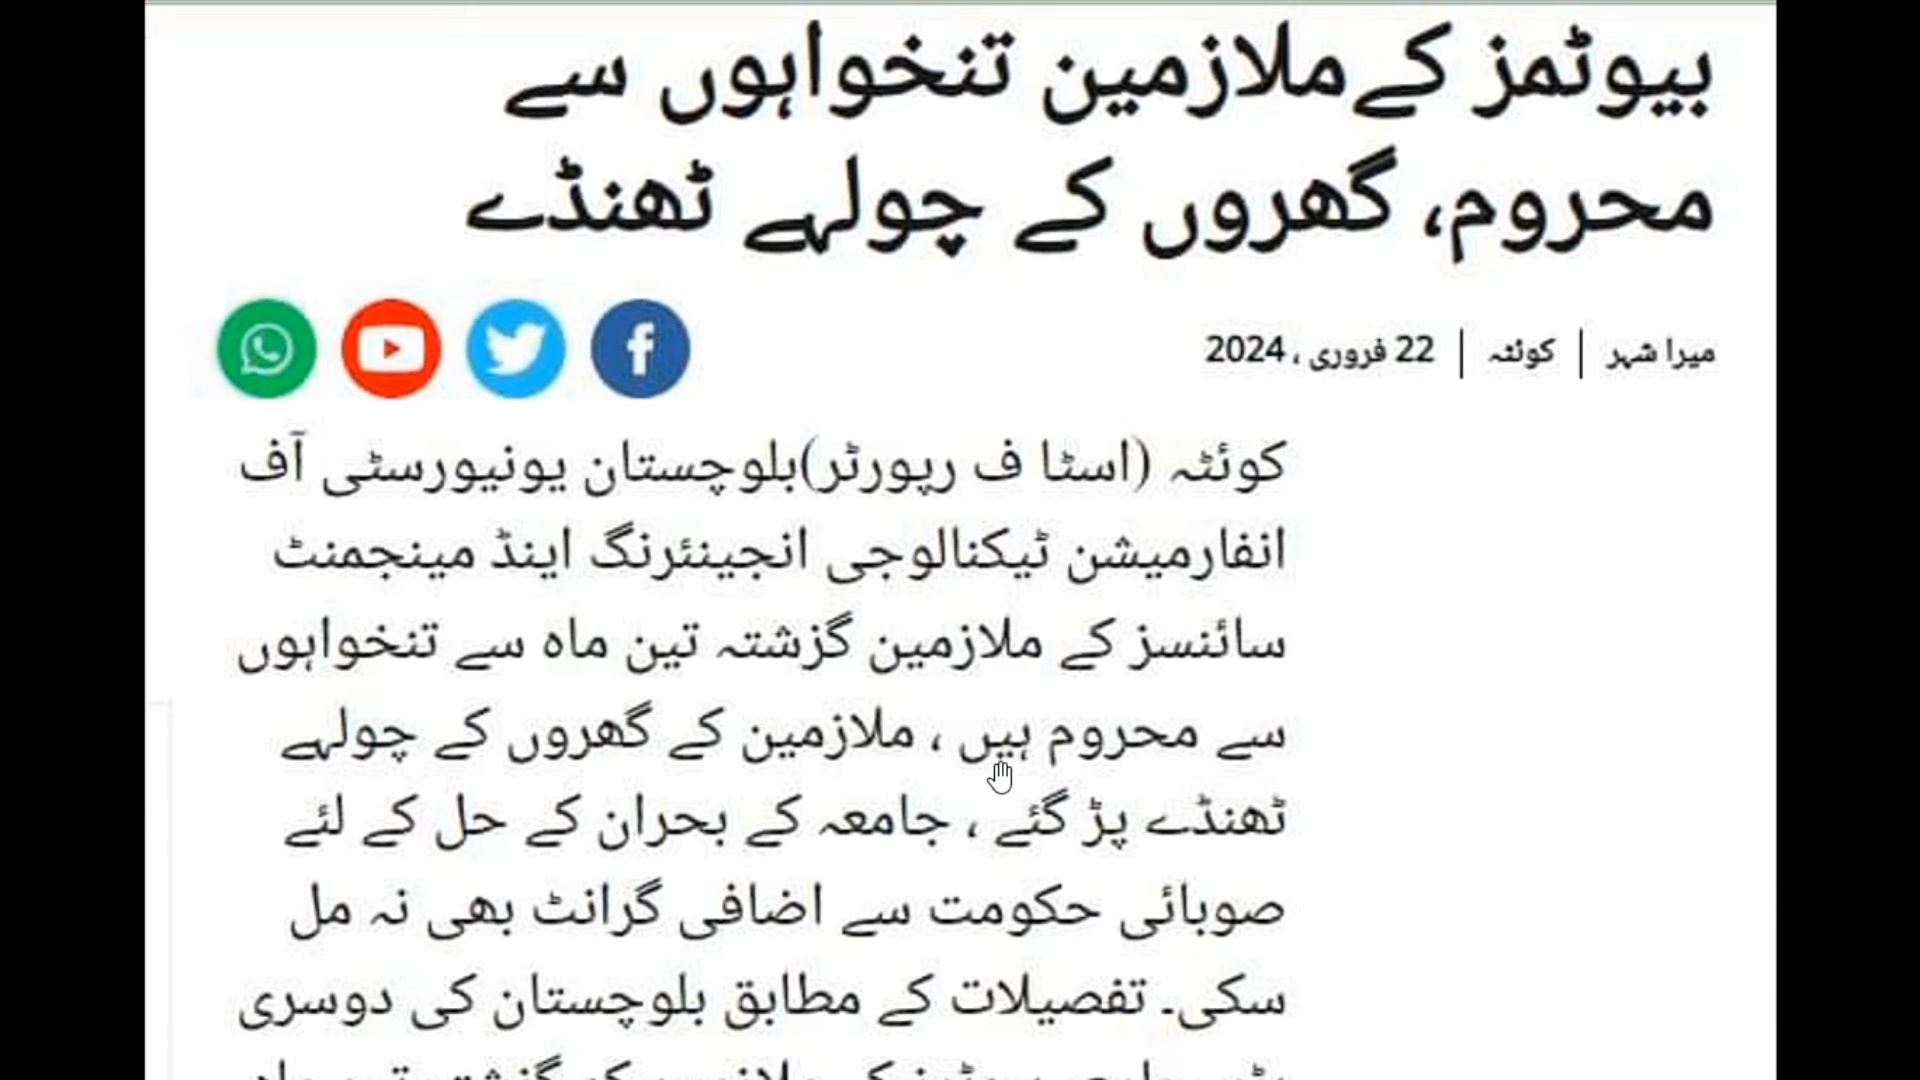 بیوٹمز کےملازمین تنخواہوں سے
محروم، گھروں کے چولہے ٹھنڈے
میرا شہر | کوئٹہ | 22 فروری ، 2024
کوئٹہ (اسٹا ف رپورٹر)بلوچستان یونیورسٹی آف
انفارمیشن ٹیکنالوجی انجینئرنگ اینڈ مینجمنٹ
سائنسز کے ملازمین گزشتہ تین ماہ سے تنخواہوں
سے محروم ہیں ، ملازمین کے گھروں کے چولہے
ٹھنڈے پڑ گئے ، جامعہ کے بحران کے حل کے لئے
صوبائی حکومت سے اضافی گرانٹ بھی نہ مل
سکی۔ تفصیلات کے مطابق بلوچستان کی دوسری